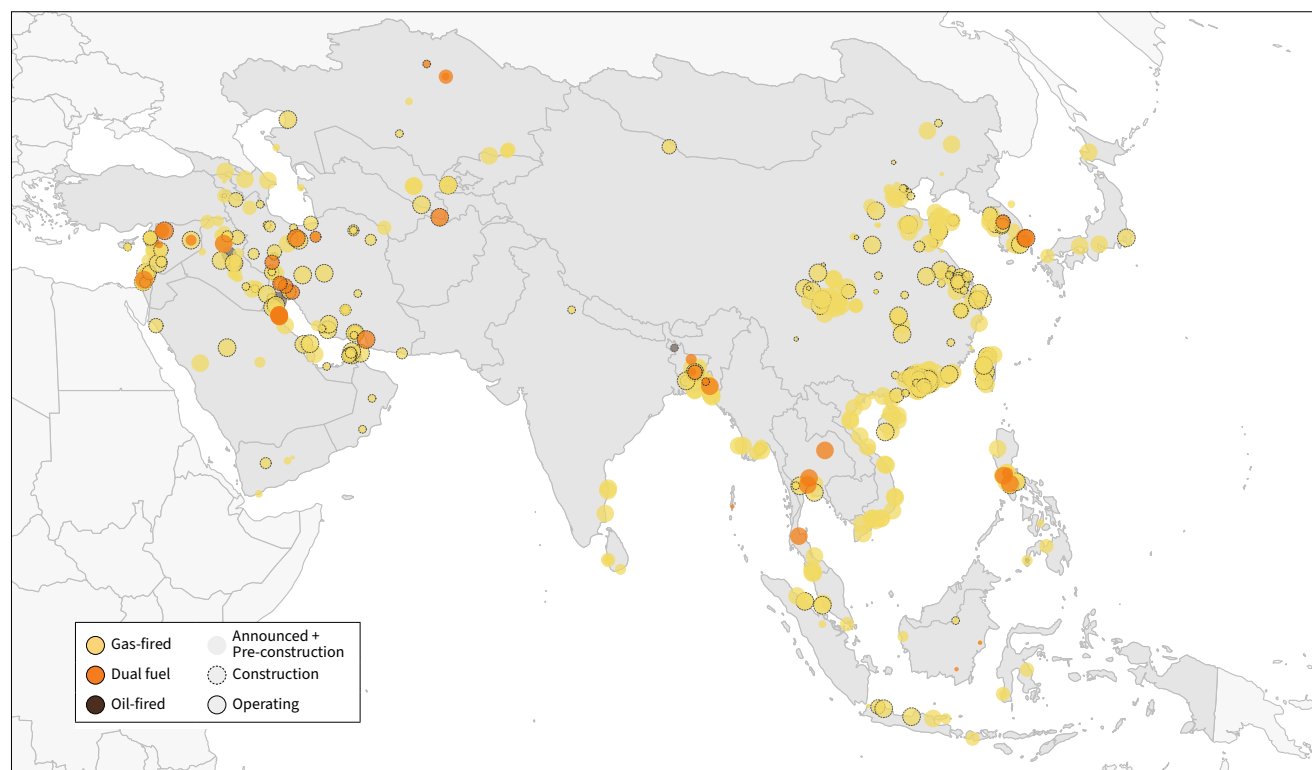 Gas-fired
Dual fuel
Oil-fired
Announced +
Pre-construction
Construction
Operating